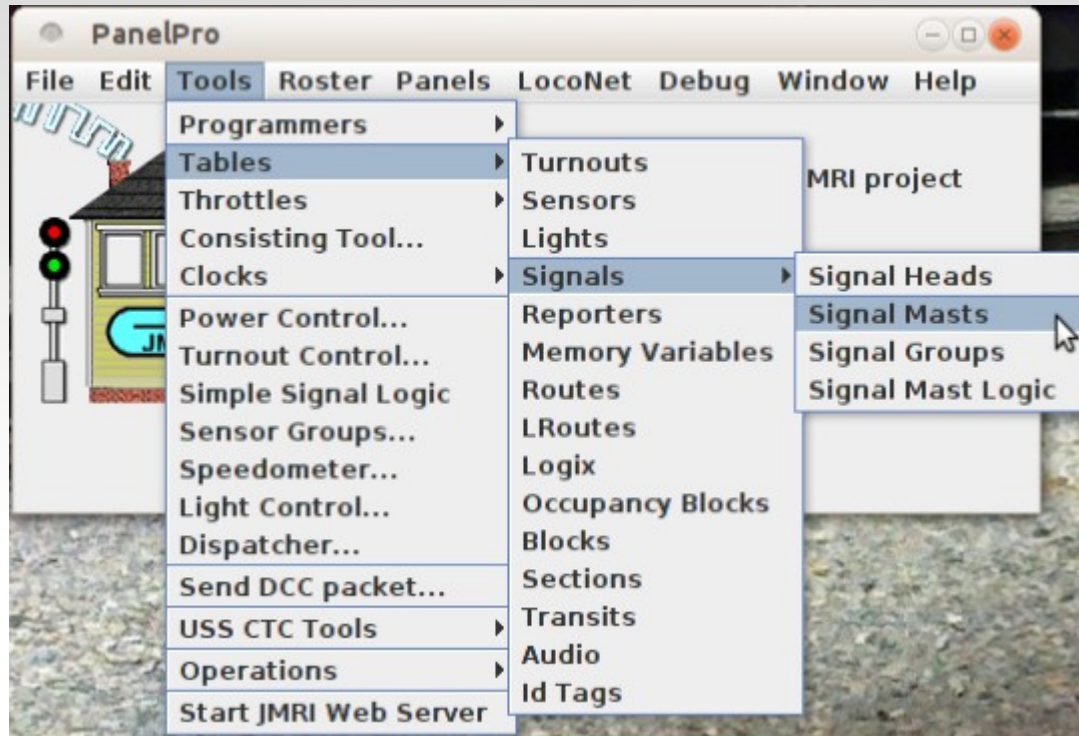 PanelPro
File Edit Tools Roster Panels LocoNet Debug Window Help
Programmers
Tables
Throttles
Consisting Tool...
Clocks
Power Control...
Turnout Control...
Simple Signal Logic
Sensor Groups...
Speedometer...
Light Control...
Dispatcher...
Send DCC packet...
USS CTC Tools
Operations
Start JMRI Web Server
Turnouts
Sensors
Lights
Signals
Reporters
Memory Variables
Routes
LRoutes
Logix
Occupancy Blocks
Blocks
Sections
Transits
Audio
Id Tags
Signal Heads
Signal Masts
Signal Groups
Signal Mast Logic
MRI project
JM